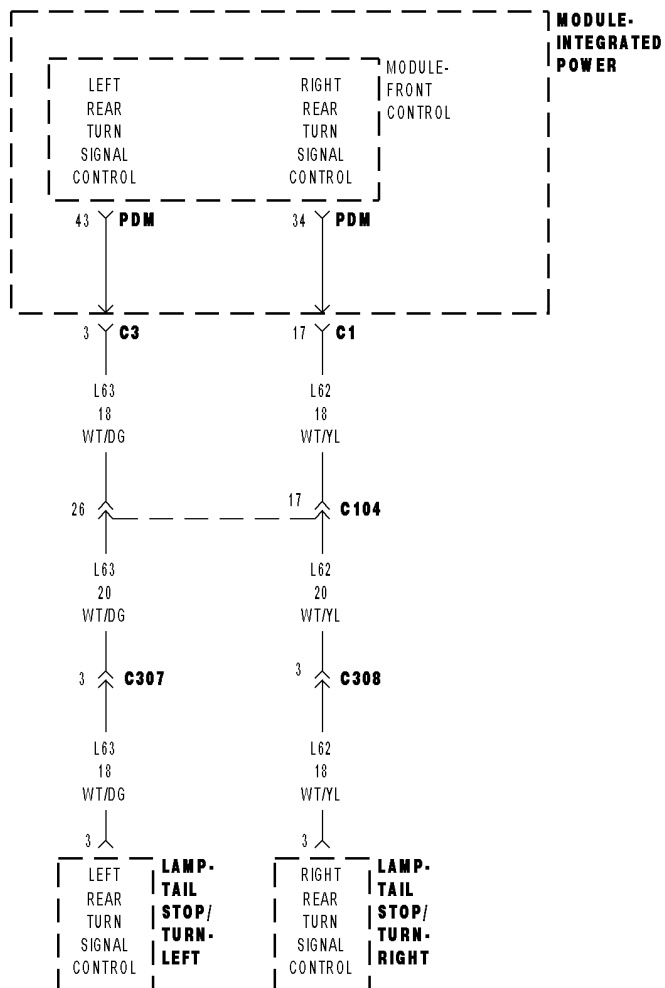 MODULE-
INTEGRATED
POWER
MODULE-
FRONT
CONTROL
LEFT
REAR
TURN
SIGNAL
CONTROL
RIGHT
REAR
TURN
SIGNAL
CONTROL
43 PDM
34 PDM
3 C3
17 C1
L63
18
WT/DG
L62
18
WT/YL
26
17 C104
L63
20
WT/DG
L62
20
WT/YL
3 C307
3 C308
L63
18
WT/DG
L62
18
WT/YL
3
3
LEFT
REAR
TURN
SIGNAL
CONTROL
LAMP-
TAIL
STOP/
TURN-
LEFT
RIGHT
REAR
TURN
SIGNAL
CONTROL
LAMP-
TAIL
STOP/
TURN-
RIGHT